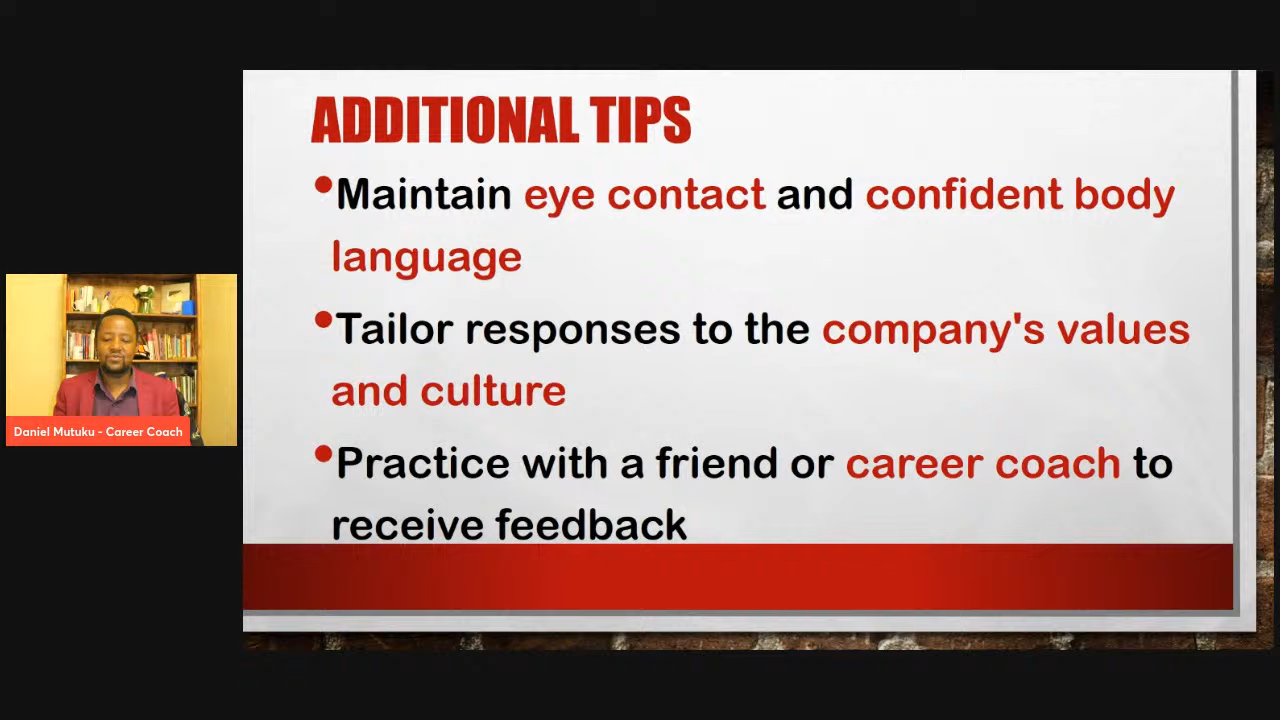 ADDITIONAL TIPS
•Maintain eye contact and confident body
language
•Tailor responses to the company's values
and culture
•Practice with a friend or career coach to
receive feedback
Daniel Mutuku - Career Coach